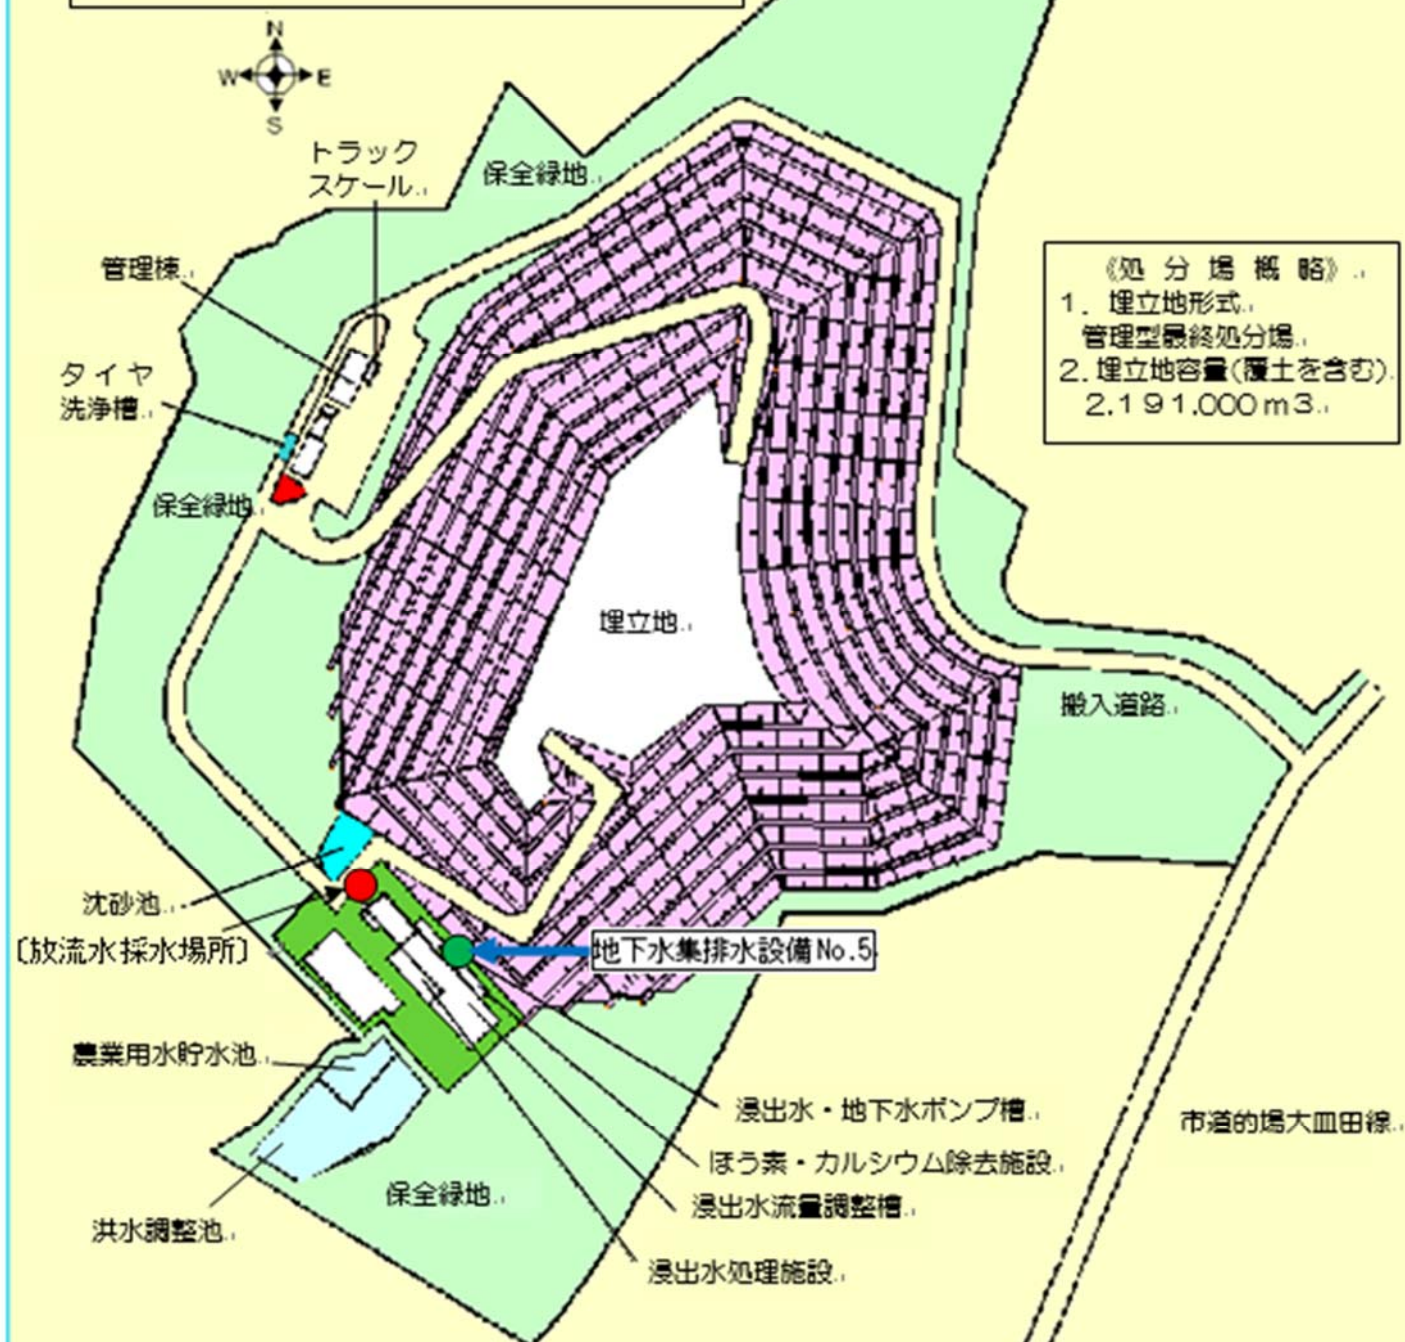 N
W E
S
トラック
スケール
保全緑地
管理棟
《処分場概略》
1. 埋立地形式
管理型最終処分場
2. 埋立地容量(覆土を含む)
2.191.000m3
タイヤ
洗浄槽
保全緑地
埋立地
搬入道路
沈砂池
〔放流水採水場所〕
地下水集排水設備No.5
農業用水貯水池
浸出水・地下水ポンプ槽
市道的場大皿田線
ほう素・カルシウム除去施設
保全緑地
浸出水流量調整槽
洪水調整池
浸出水処理施設